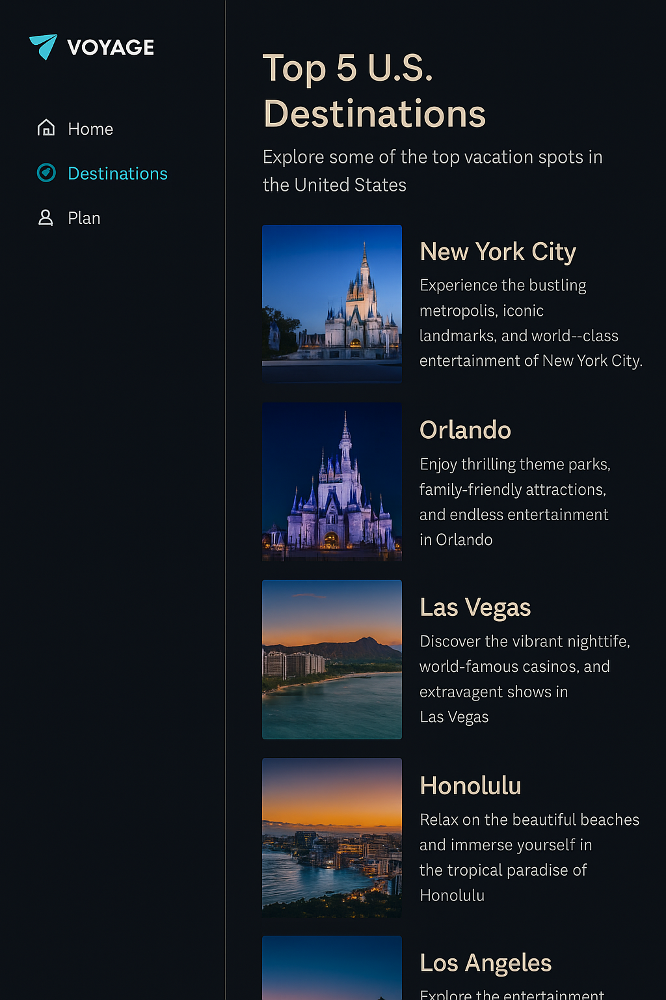 VOYAGE
Home
Destinations
Plan
Top 5 U.S.
Destinations
Explore some of the top vacation spots in
the United States
New York City
Experience the bustling
metropolis, iconic
landmarks, and world--class
entertainment of New York City.
Orlando
Enjoy thrilling theme parks,
family-friendly attractions,
and endless entertainment
in Orlando
Las Vegas
Discover the vibrant nighttife,
world-famous casinos, and
extravagent shows in
Las Vegas
Honolulu
Relax on the beautiful beaches
and immerse yourself in
the tropical paradise of
Honolulu
Los Angeles
Explore the entertainment